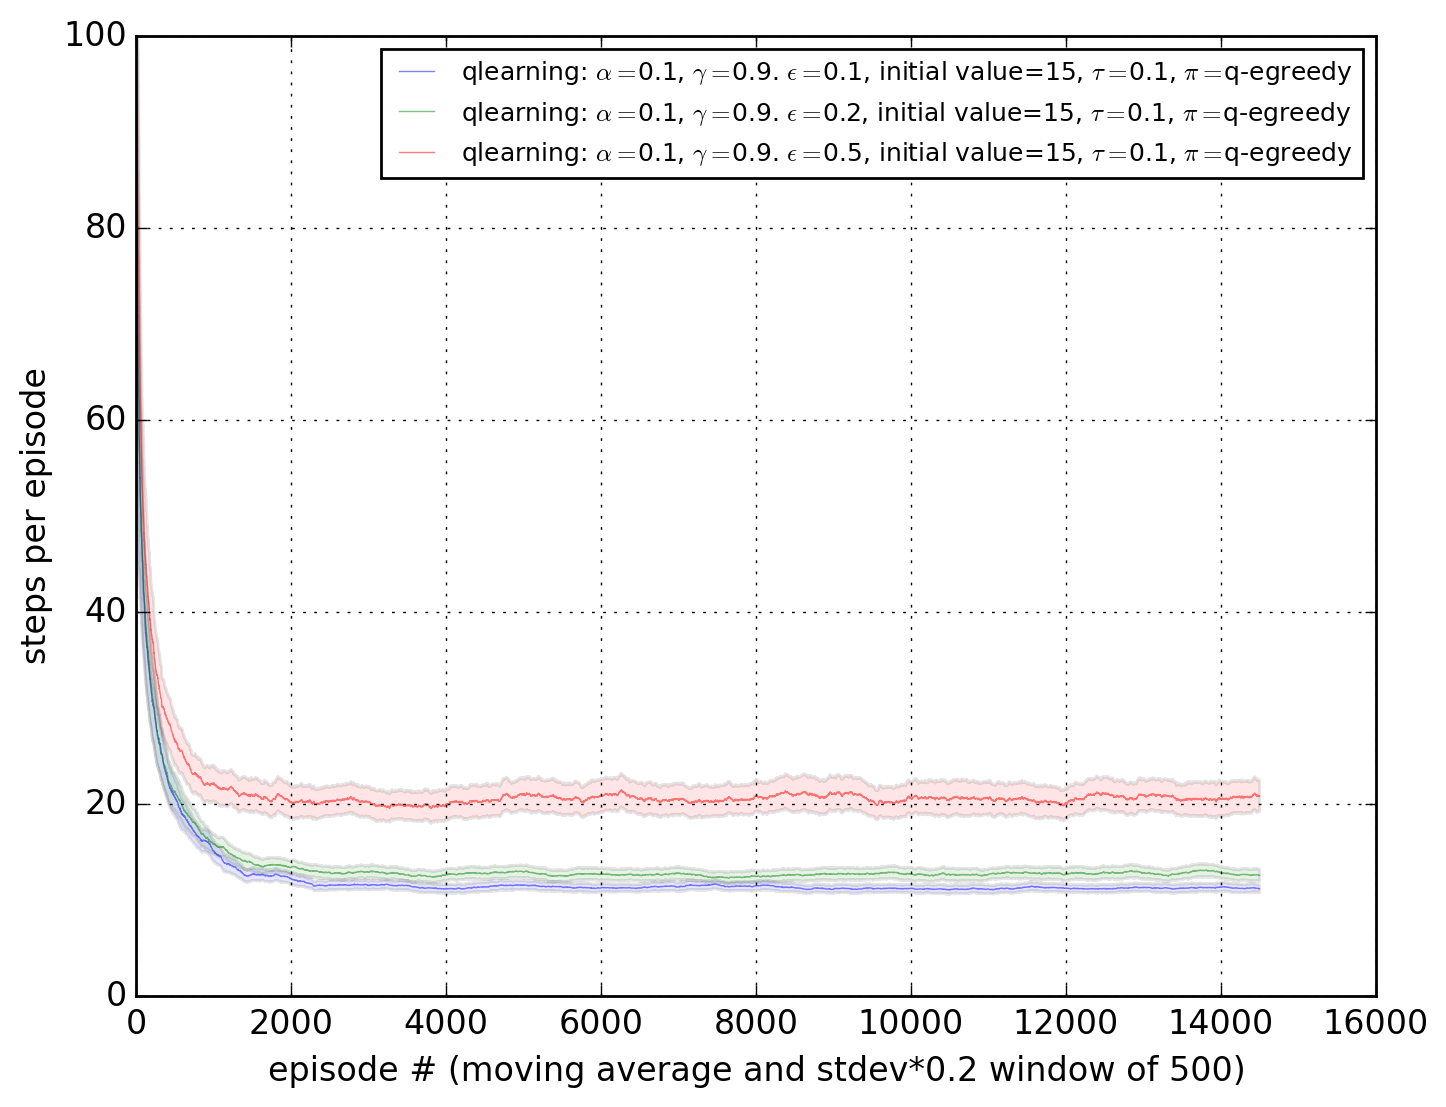 100
80
60
40
20
0
steps per episode
qlearning: α=0.1, γ=0.9. ϵ=0.1, initial value=15, τ=0.1, π=q-egreedy
qlearning: α=0.1, γ=0.9. ϵ=0.2, initial value=15, τ=0.1, π=q-egreedy
qlearning: α=0.1, γ=0.9. ϵ=0.5, initial value=15, τ=0.1, π=q-egreedy
0 2000 4000 6000 8000 10000 12000 14000 16000
episode # (moving average and stdev*0.2 window of 500)